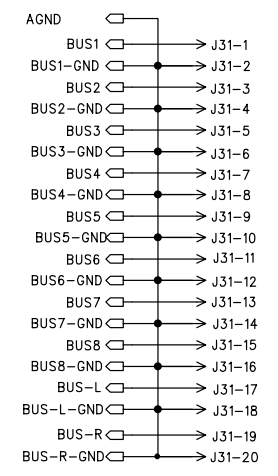 AGND
BUS1 J31-1
BUS1-GND J31-2
BUS2 J31-3
BUS2-GND J31-4
BUS3 J31-5
BUS3-GND J31-6
BUS4 J31-7
BUS4-GND J31-8
BUS5 J31-9
BUS5-GND J31-10
BUS6 J31-11
BUS6-GND J31-12
BUS7 J31-13
BUS7-GND J31-14
BUS8 J31-15
BUS8-GND J31-16
BUS-L J31-17
BUS-L-GND J31-18
BUS-R J31-19
BUS-R-GND J31-20